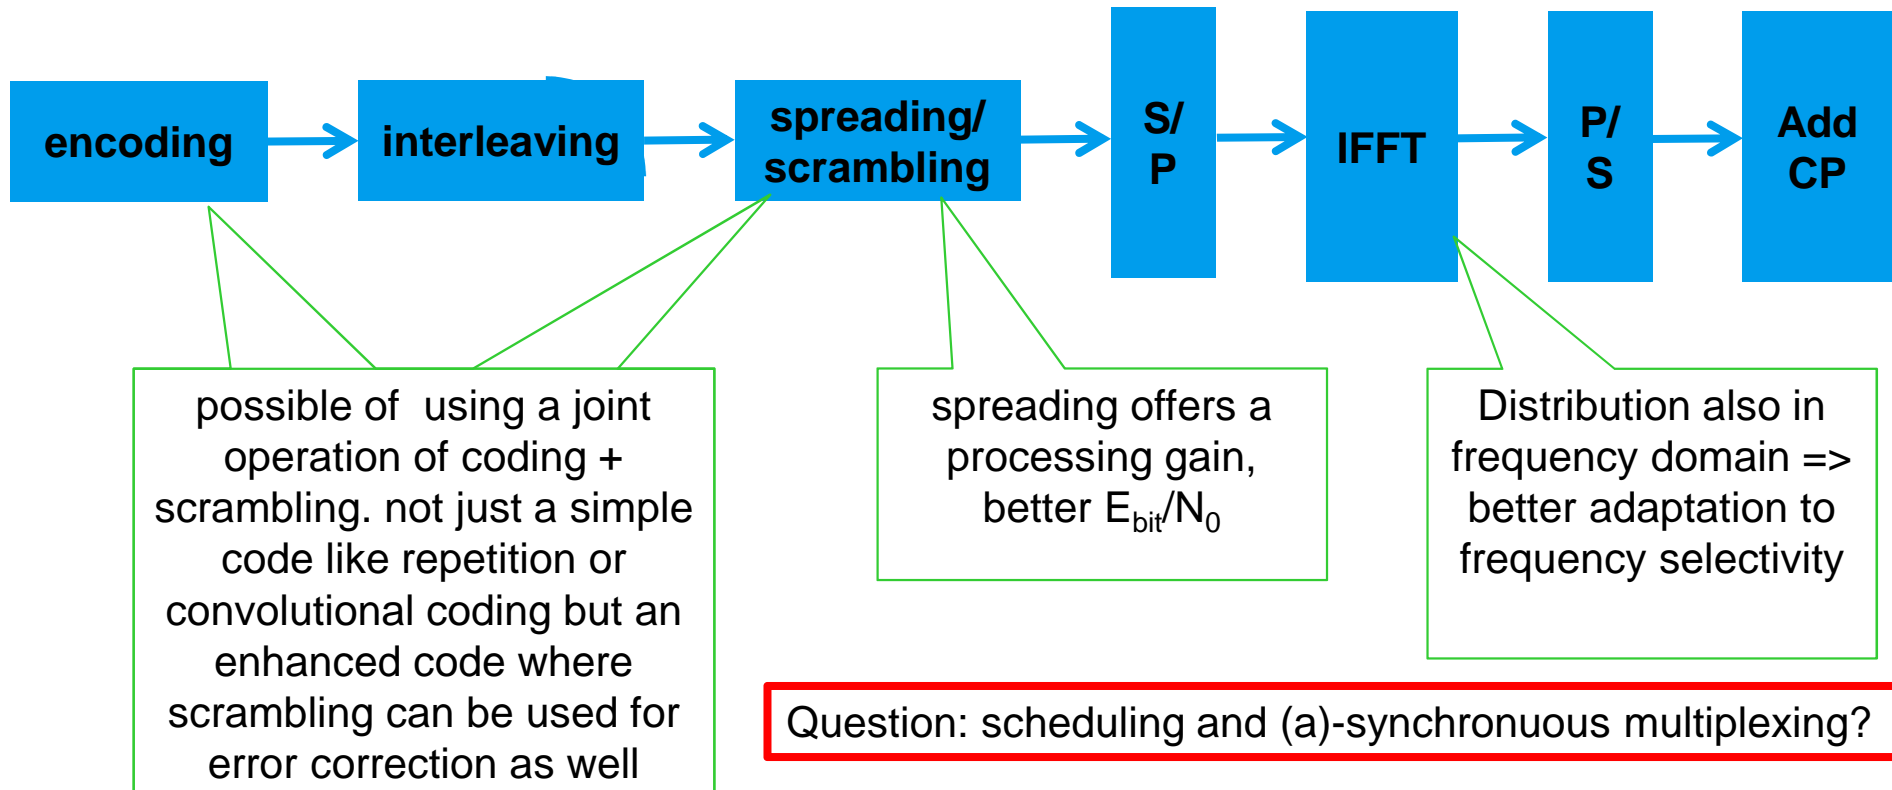 encoding
interleaving
spreading/
scrambling
S/
P
IFFT
P/
S
Add
CP
possible of  using a joint
operation of coding +
scrambling. not just a simple
code like repetition or
convolutional coding but an
enhanced code where
scrambling can be used for
error correction as well
spreading offers a
processing gain,
better E_bit/N_0
Distribution also in
frequency domain =>
better adaptation to
frequency selectivity
Question: scheduling and (a)-synchronuous multiplexing?